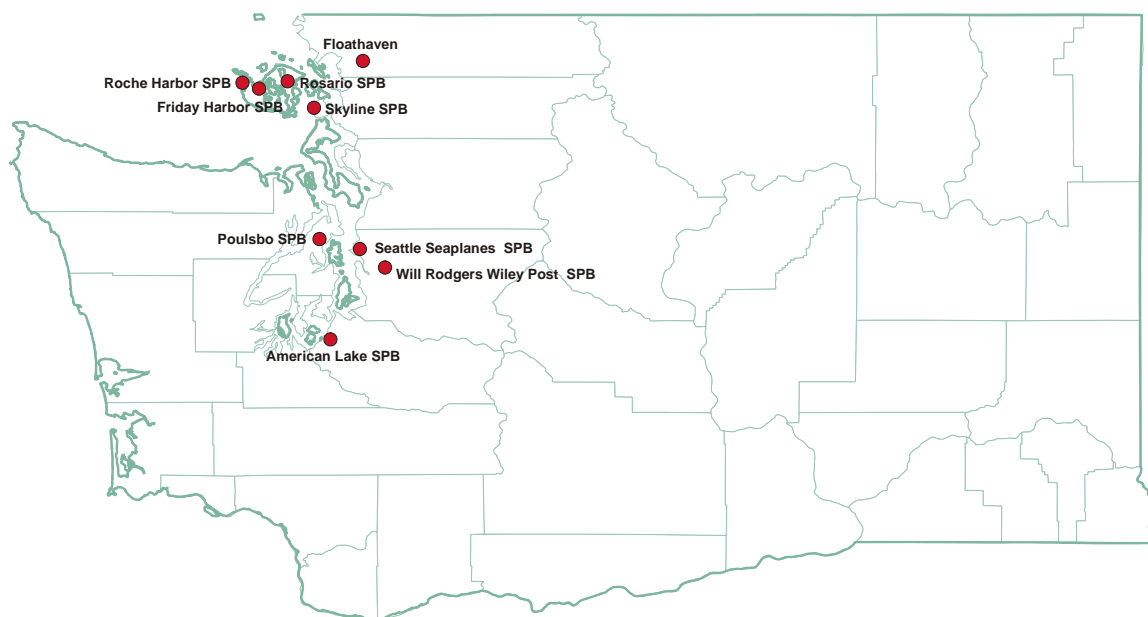 Floathaven
Roche Harbor SPB
Rosario SPB
Friday Harbor SPB
Skyline SPB
Poulsbo SPB
Seattle Seaplanes SPB
Will Rodgers Wiley Post SPB
American Lake SPB